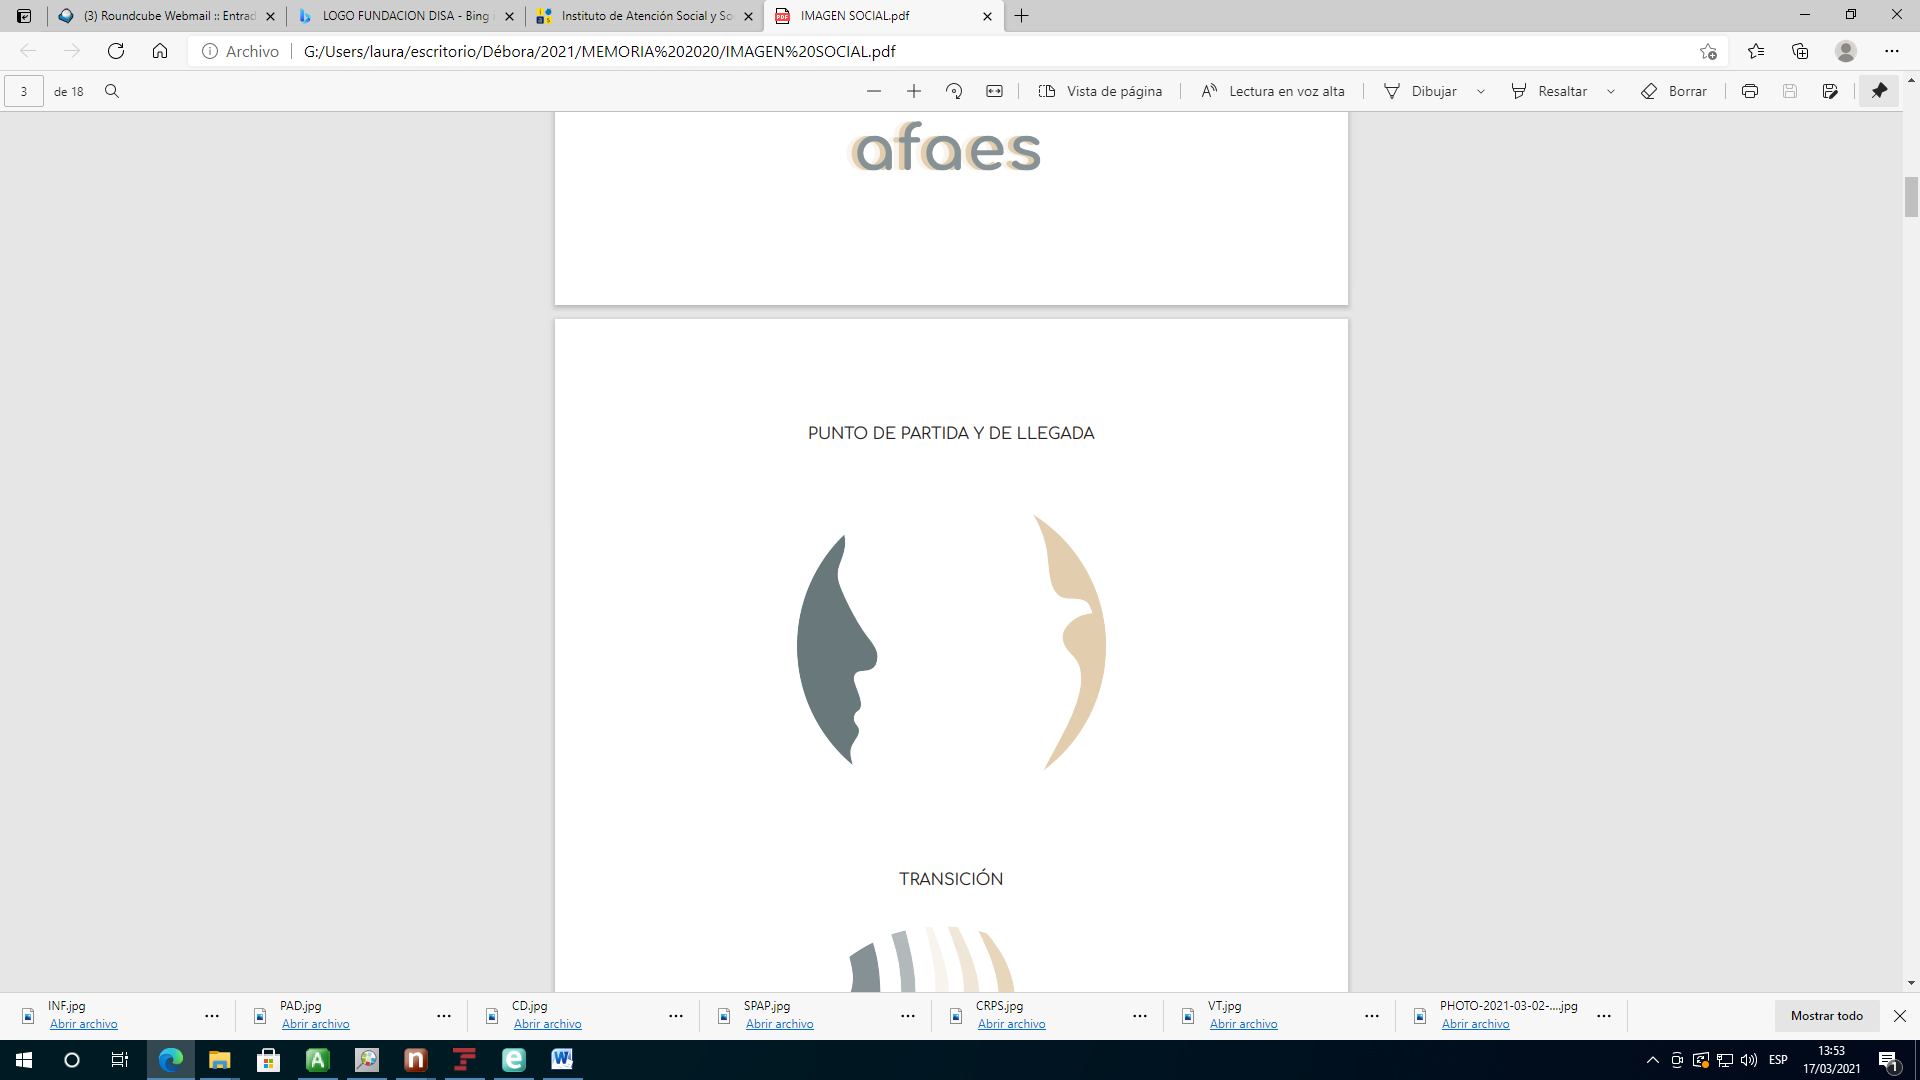 (3) Roundcube Webmail :: Entrad
LOGO FUNDACION DISA - Bing i
Instituto de Atención Social y So
IMAGEN SOCIAL.pdf
Archivo
G:/Users/laura/escritorio/Débora/2021/MEMORIA%202020/IMAGEN%20SOCIAL.pdf
3 de 18
Vista de página
Lectura en voz alta
Dibujar
Resaltar
Borrar
afaes
PUNTO DE PARTIDA Y DE LLEGADA
TRANSICIÓN
INF.jpg
Abrir archivo
PAD.jpg
Abrir archivo
CD.jpg
Abrir archivo
SPAP.jpg
Abrir archivo
CRPS.jpg
Abrir archivo
VT.jpg
Abrir archivo
PHOTO-2021-03-02-....jpg
Abrir archivo
Mostrar todo
ESP
13:53
17/03/2021
1